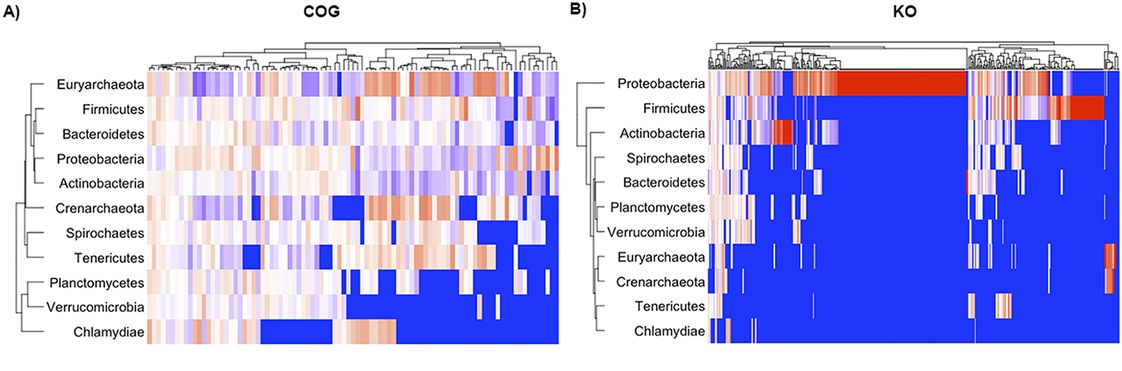 A)
COG
Euryarchaeota
Firmicutes
Bacteroidetes
Proteobacteria
Actinobacteria
Crenarchaeota
Spirochaetes
Tenericutes
Planctomycetes
Verrucomicrobia
Chlamydiae
B)
KO
Proteobacteria
Firmicutes
Actinobacteria
Spirochaetes
Bacteroidetes
Planctomycetes
Verrucomicrobia
Euryarchaeota
Crenarchaeota
Tenericutes
Chlamydiae